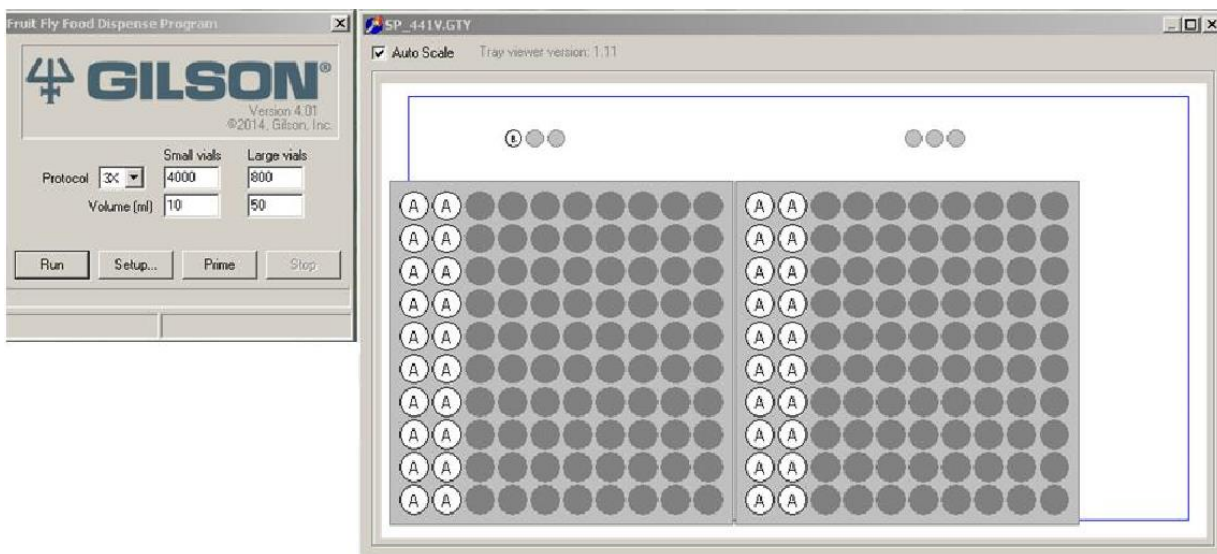 Fruit Fly Food Dispense Program
GILSON®
Version 4.01
©2014, Gilson, Inc.
Small vials Large vials
Protocol 3X 4000 800
Volume (ml) 10 50
Run Setup... Prime Stop
SP_441V.GTY
Auto Scale Tray viewer version: 1.11
B
A A A A
A A A A
A A A A
A A A A
A A A A
A A A A
A A A A
A A A A
A A A A
A A A A